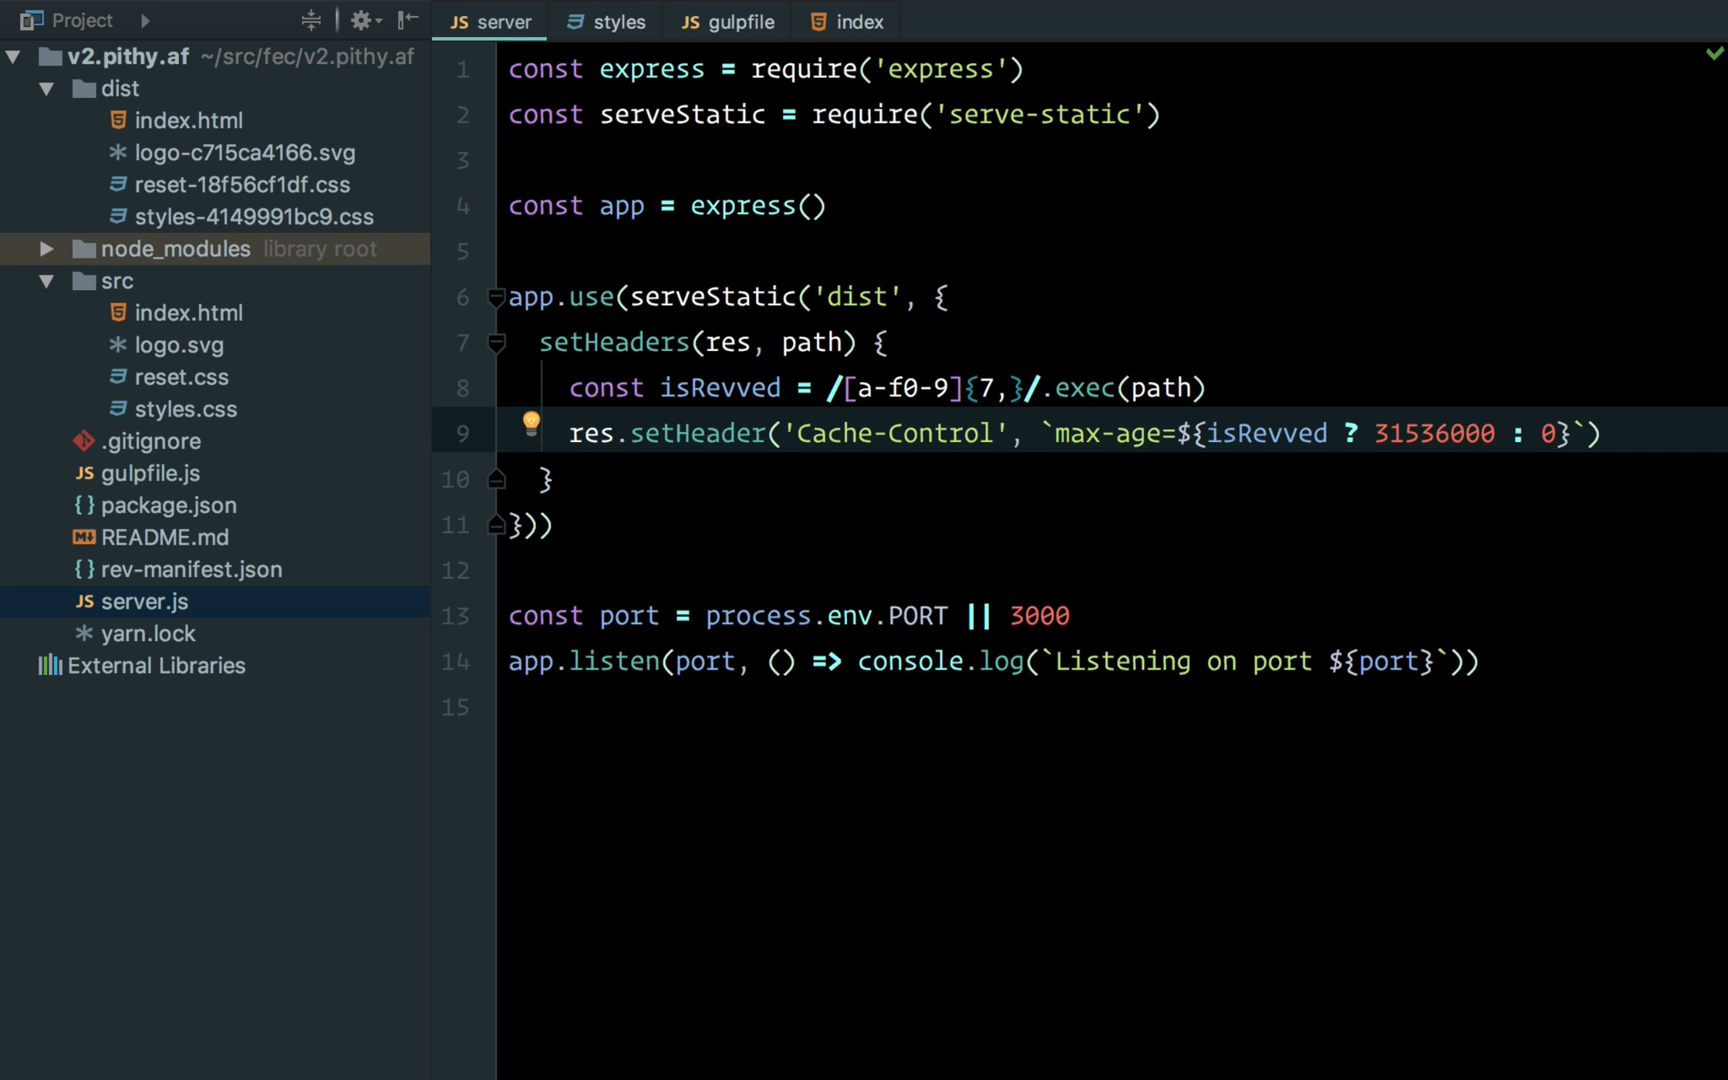 Project
JS server
styles
JS gulpfile
5 index
v2.pithy.af ~/src/fec/v2.pithy.af
dist
5 index.html
logo-c715ca4166.svg
reset-18f56cf1df.css
styles-4149991bc9.css
node_modules library root
src
5 index.html
logo.svg
reset.css
styles.css
.gitignore
JS gulpfile.js
{} package.json
README.md
{} rev-manifest.json
JS server.js
yarn.lock
External Libraries
1 const express = require('express')
2 const serveStatic = require('serve-static')
3
4 const app = express()
5
6 app.use(serveStatic('dist', {
7 setHeaders(res, path) {
8 const isRevved = /[a-f0-9]{7,}/.exec(path)
9 res.setHeader('Cache-Control', `max-age=${isRevved ? 31536000 : 0}`)
10 }
11 }))
12
13 const port = process.env.PORT || 3000
14 app.listen(port, () => console.log(`Listening on port ${port}`))
15